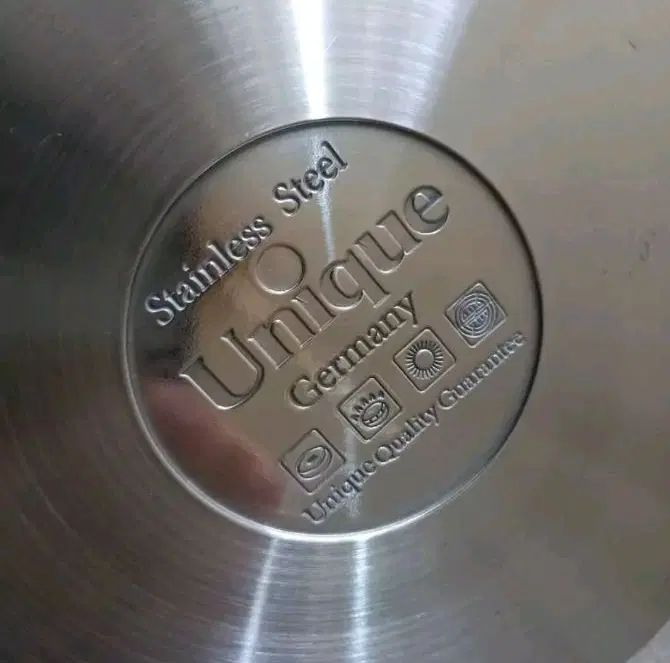 Stainless Steel
Unique
Germany
Unique Quality Guarantee